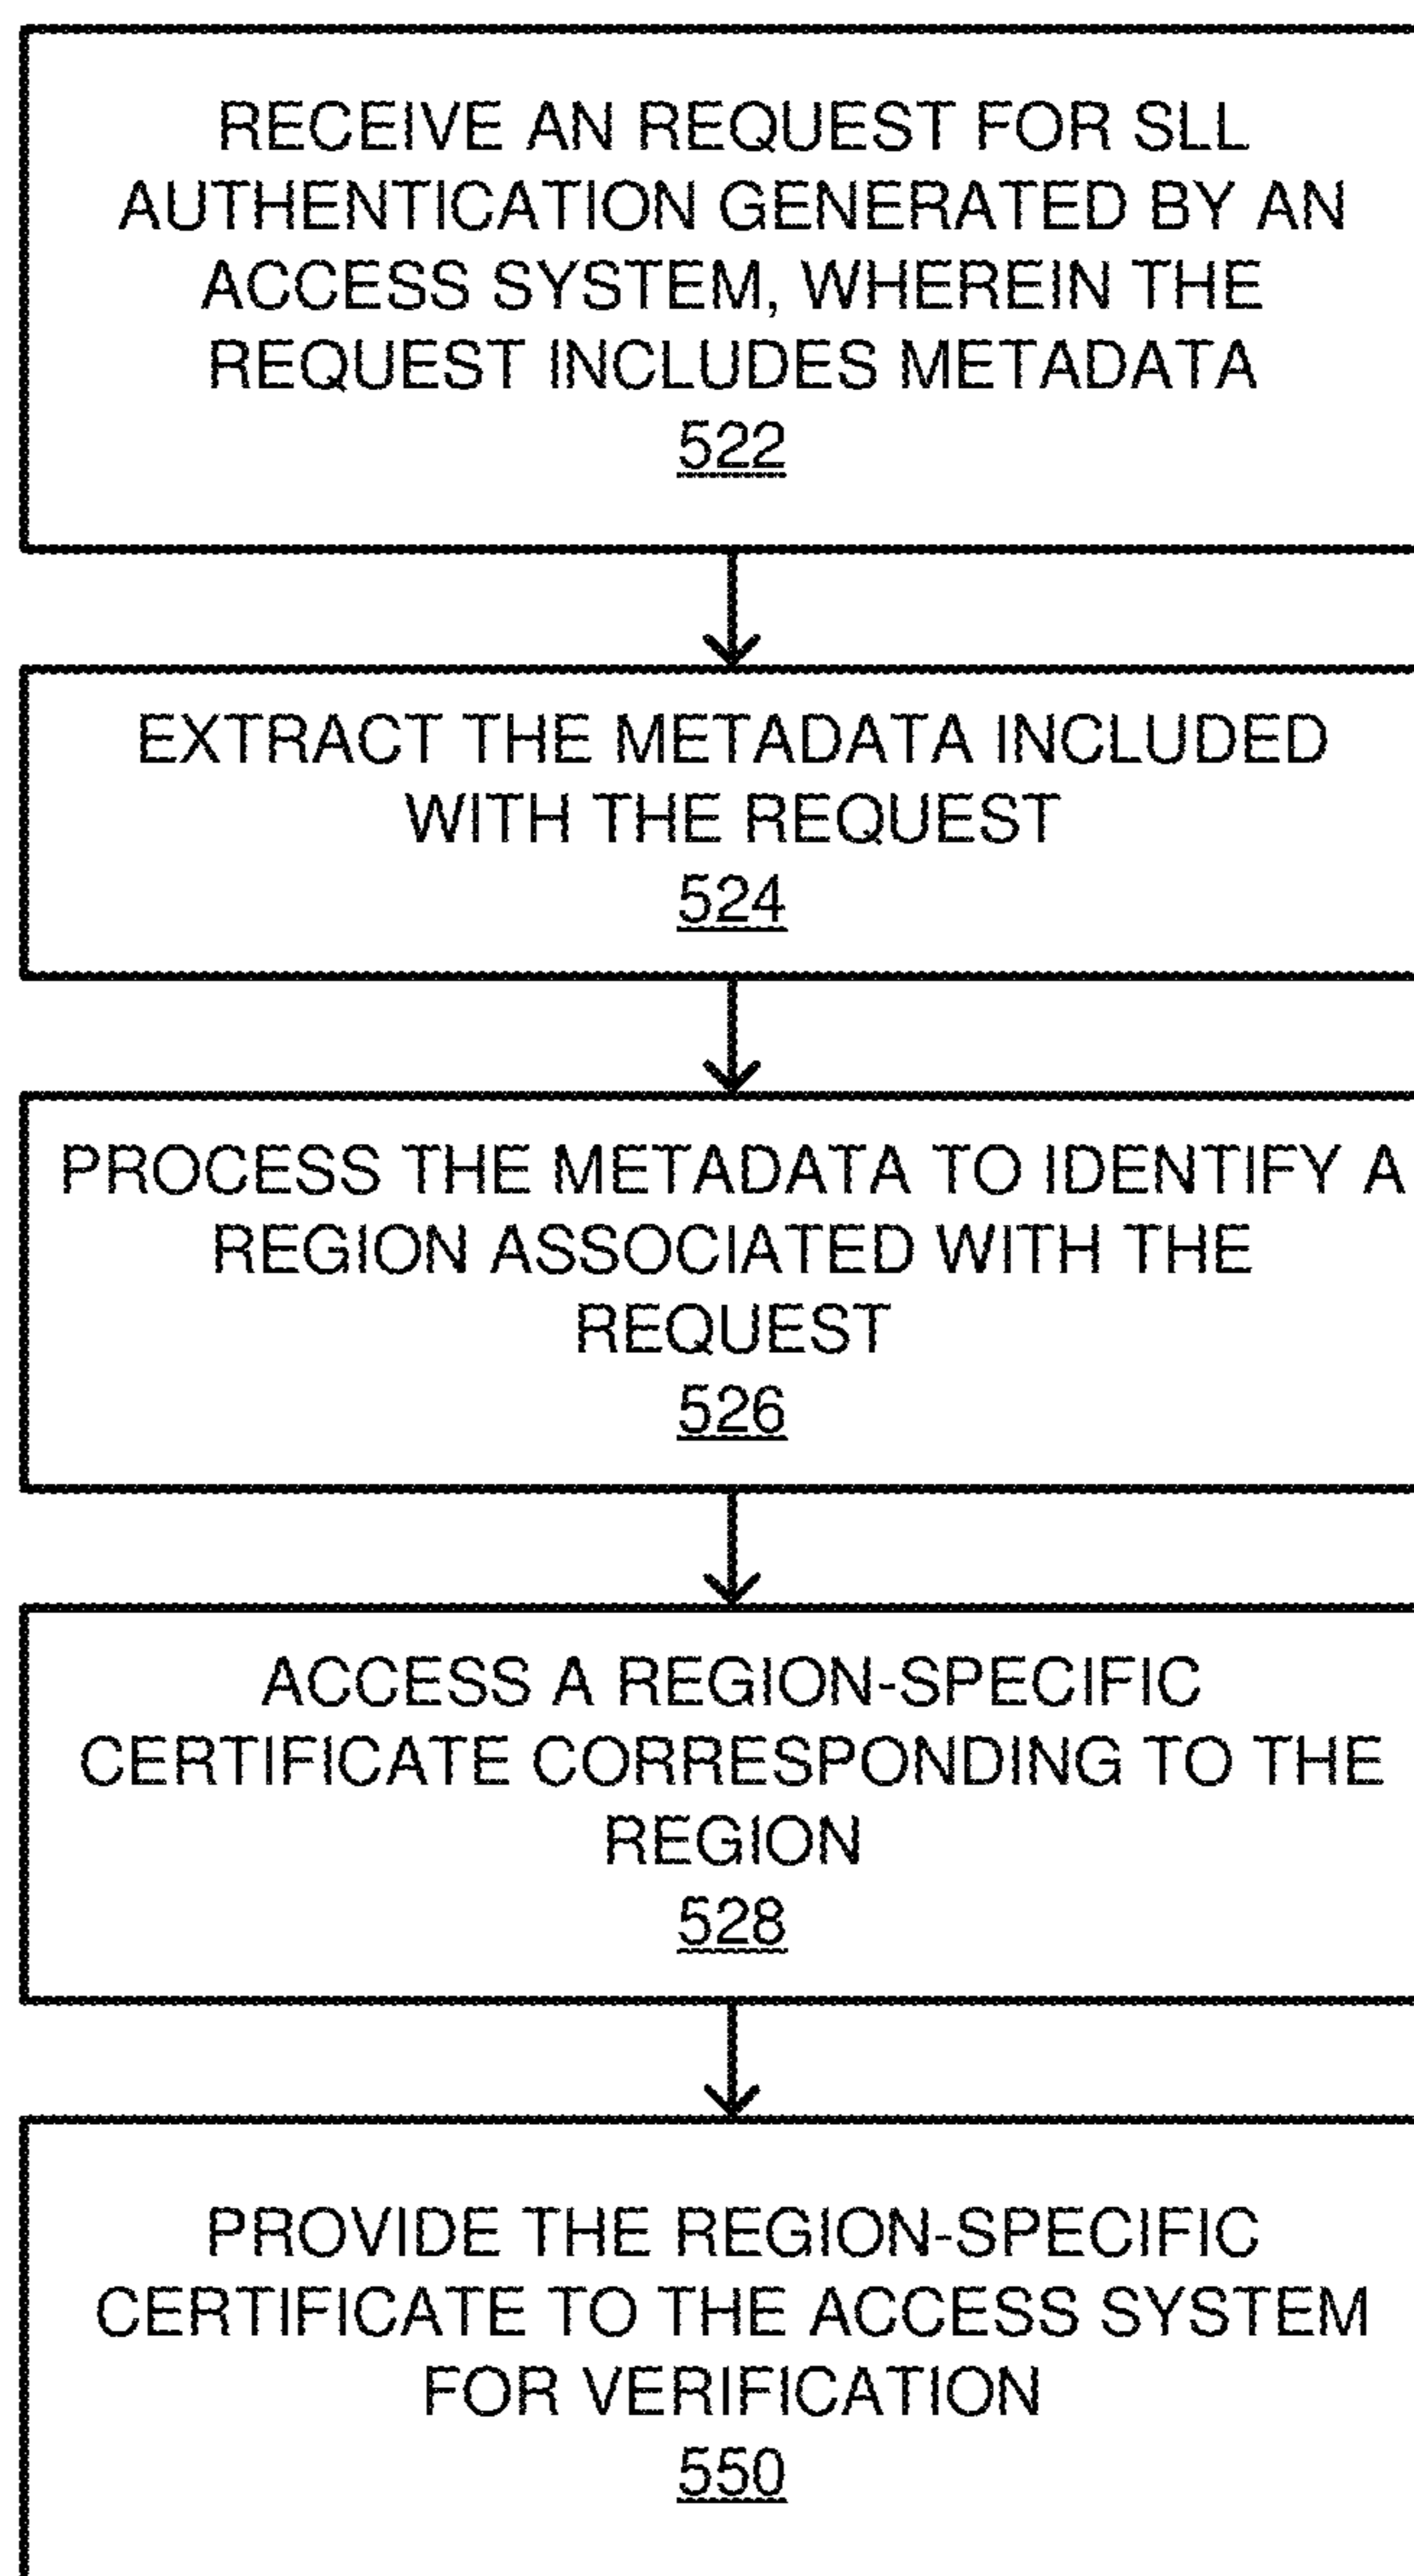 RECEIVE AN REQUEST FOR SLL
AUTHENTICATION GENERATED BY AN
ACCESS SYSTEM, WHEREIN THE
REQUEST INCLUDES METADATA
522
EXTRACT THE METADATA INCLUDED
WITH THE REQUEST
524
PROCESS THE METADATA TO IDENTIFY A
REGION ASSOCIATED WITH THE
REQUEST
526
ACCESS A REGION-SPECIFIC
CERTIFICATE CORRESPONDING TO THE
REGION
528
PROVIDE THE REGION-SPECIFIC
CERTIFICATE TO THE ACCESS SYSTEM
FOR VERIFICATION
550